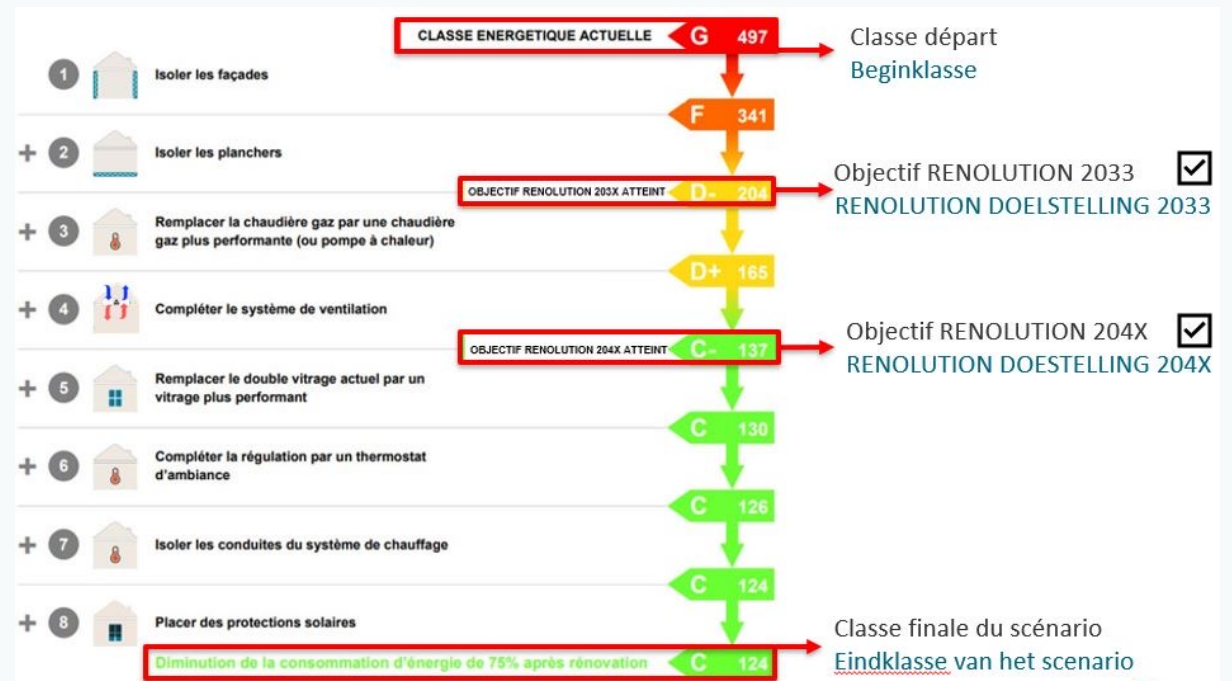 CLASSE ENERGETIQUE ACTUELLE G 497
Classe départ
Beginklasse
1 Isoler les façades
F 341
+ 2 Isoler les planchers
OBJECTIF RENOLUTION 203X ATTEINT D- 204
Objectif RENOLUTION 2033
RENOLUTION DOELSTELLING 2033
+ 3 Remplacer la chaudière gaz par une chaudière
gaz plus performante (ou pompe à chaleur)
D+ 165
+ 4 Compléter le système de ventilation
OBJECTIF RENOLUTION 204X ATTEINT C- 137
Objectif RENOLUTION 204X
RENOLUTION DOESTELLING 204X
+ 5 Remplacer le double vitrage actuel par un
vitrage plus performant
C 130
+ 6 Compléter la régulation par un thermostat
d'ambiance
C 126
+ 7 Isoler les conduites du système de chauffage
C 124
+ 8 Placer des protections solaires
Diminution de la consommation d'énergie de 75% après rénovation C 124
Classe finale du scénario
Eindklasse van het scenario